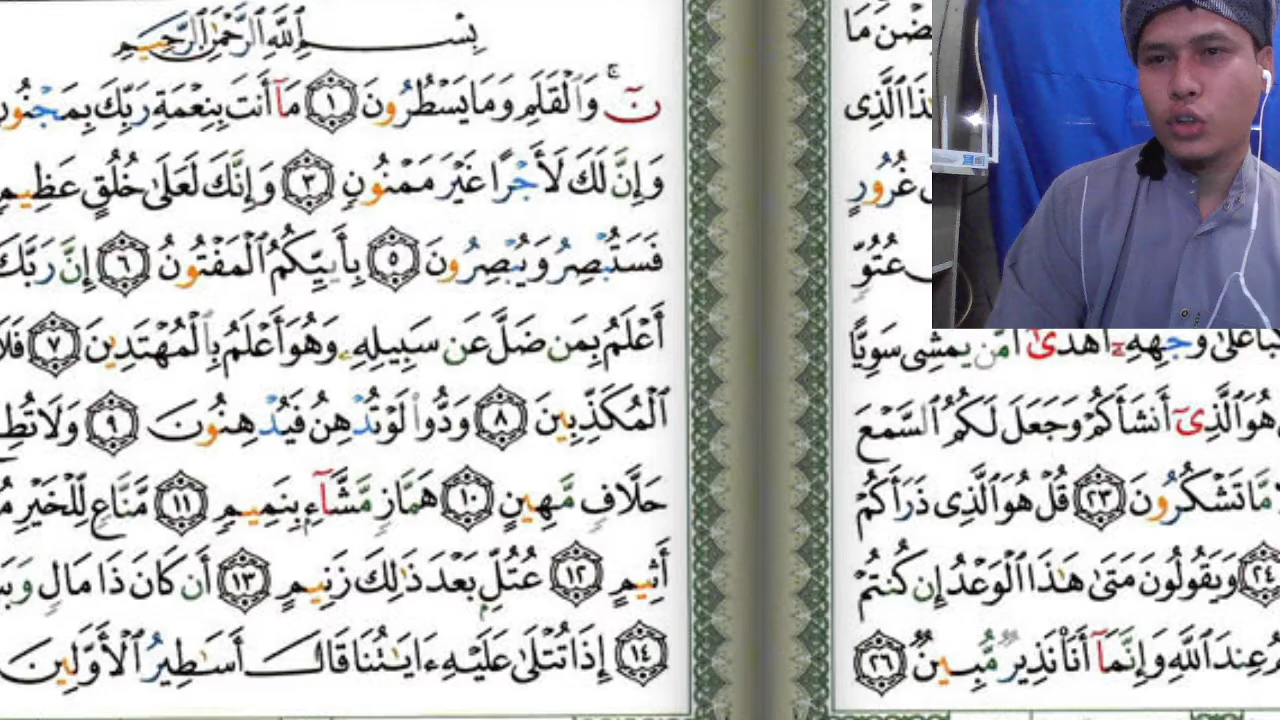 هَٰذَا ٱلَّذِى
غُرُورٍ
عُتُوٍّ
عَلَىٰ وَجْهِهِۦٓ أَهْدَىٰٓ أَمَّن يَمْشِى سَوِيًّا
هُوَ ٱلَّذِىٓ أَنشَأَكُمْ وَجَعَلَ لَكُمُ ٱلسَّمْعَ
مَّا تَشْكُرُونَ ٢٣ قُلْ هُوَ ٱلَّذِى ذَرَأَكُمْ
٢٤ وَيَقُولُونَ مَتَىٰ هَٰذَا ٱلْوَعْدُ إِن كُنتُمْ
عِندَ ٱللَّهِ وَإِنَّمَآ أَنَا۠ نَذِيرٌ مُّبِينٌ ٢٦
بِسْمِ ٱللَّهِ ٱلرَّحْمَٰنِ ٱلرَّحِيمِ
نٓ ۚ وَٱلْقَلَمِ وَمَا يَسْطُرُونَ ١ مَآ أَنتَ بِنِعْمَةِ رَبِّكَ بِمَجْنُونٍ
وَإِنَّ لَكَ لَأَجْرًا غَيْرَ مَمْنُونٍ ٣ وَإِنَّكَ لَعَلَىٰ خُلُقٍ عَظِيمٍ
فَسَتُبْصِرُ وَيُبْصِرُونَ ٥ بِأَييِّكُمُ ٱلْمَفْتُونُ ٦ إِنَّ رَبَّكَ
أَعْلَمُ بِمَن ضَلَّ عَن سَبِيلِهِۦ وَهُوَ أَعْلَمُ بِٱلْمُهْتَدِينَ ٧ فَلَا
ٱلْمُكَذِّبِينَ ٨ وَدُّوا۟ لَوْ تُدْهِنُ فَيُدْهِنُونَ ٩ وَلَا تُطِ
حَلَّافٍ مَّهِينٍ ١٠ هَمَّازٍ مَّشَّآءٍ بِنَمِيمٍ ١١ مَّنَّاعٍ لِّلْخَيْرِ
أَثِيمٍ ١٢ عُتُلٍّ بَعْدَ ذَٰلِكَ زَنِيمٍ ١٣ أَن كَانَ ذَا مَالٍ
١٤ إِذَا تُتْلَىٰ عَلَيْهِ ءَايَٰتُنَا قَالَ أَسَٰطِيرُ ٱلْأَوَّلِينَ